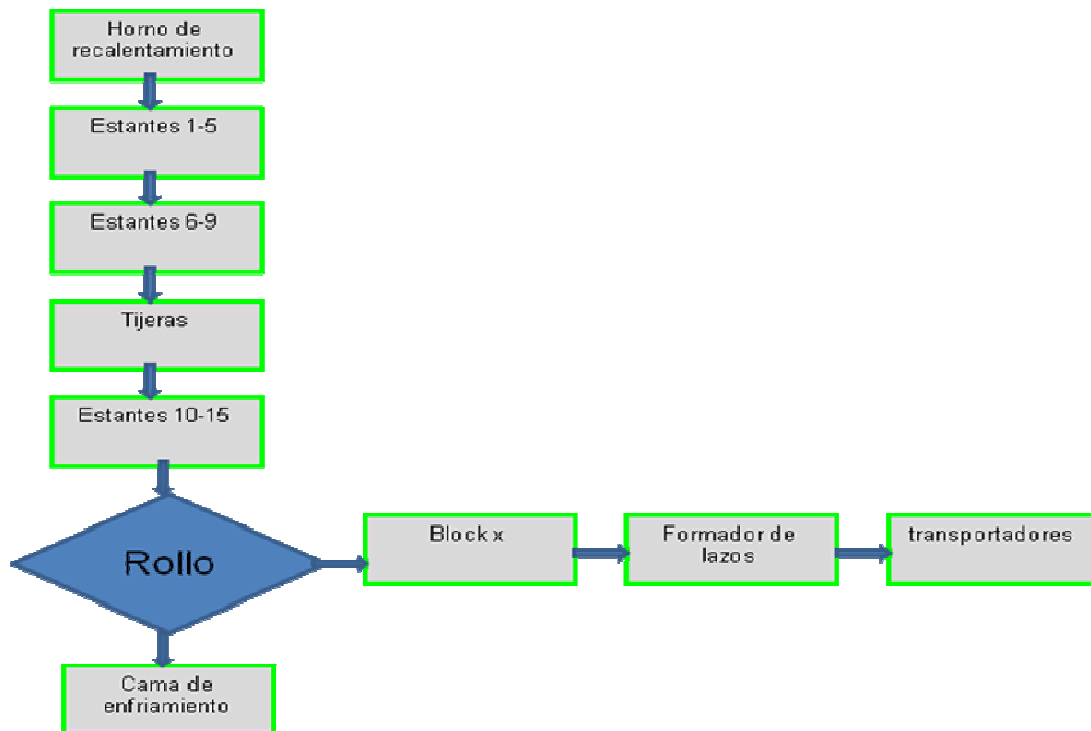 Horno de
recalentamiento
Estantes 1-5
Estantes 6-9
Tijeras
Estantes 10-15
Rollo
Block x
Formador de
lazos
transportadores
Cama de
enfriamiento